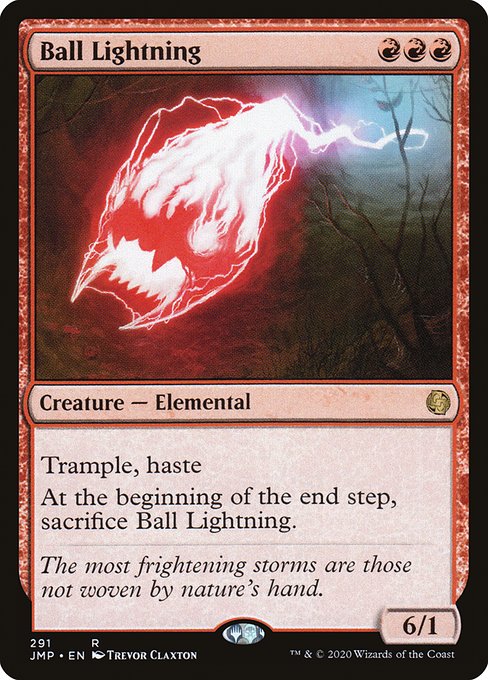 Ball Lightning
Creature — Elemental
Trample, haste
At the beginning of the end step,
sacrifice Ball Lightning.
The most frightening storms are those
not woven by nature's hand.
6/1
291 R
JMP • EN Trevor Claxton
™ & © 2020 Wizards of the Coast